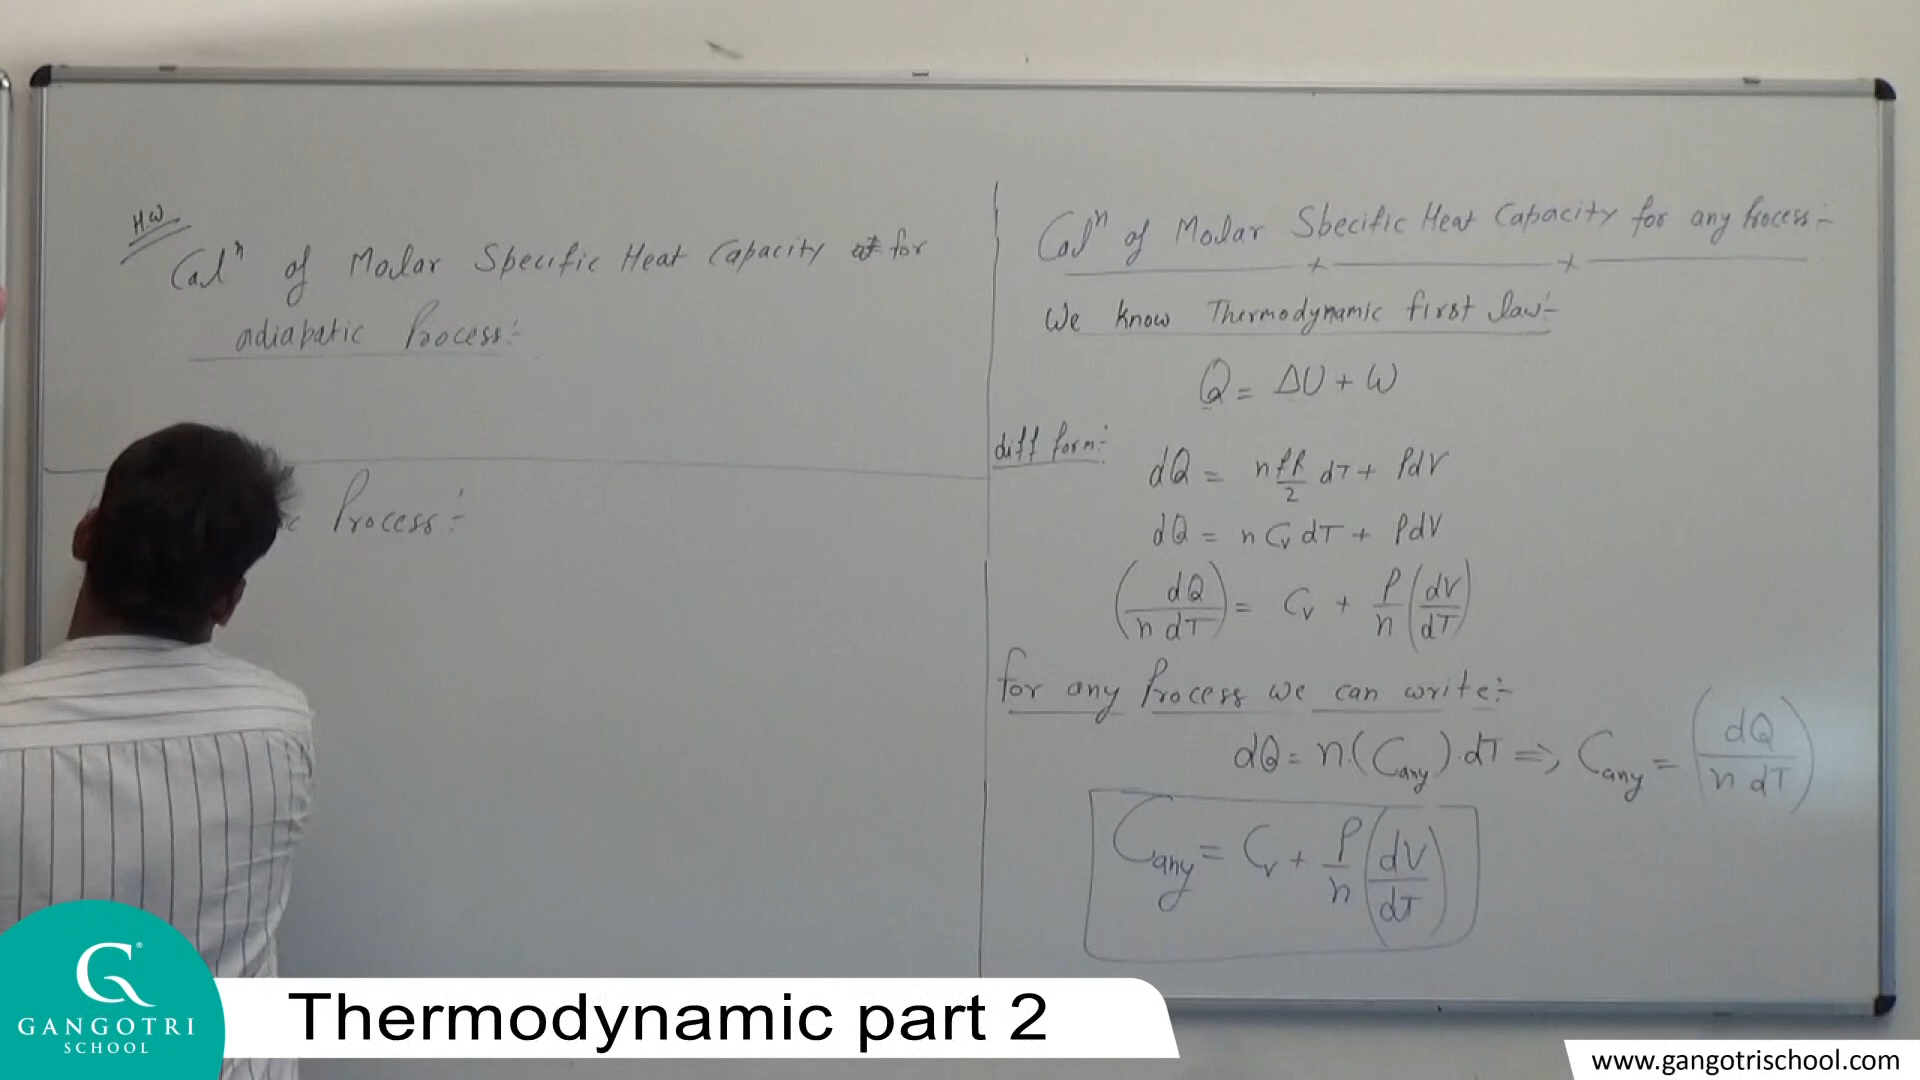 H.W
Calⁿ of Molar Specific Heat Capacity for
adiabatic Process:-
Process:-
Calⁿ of Molar Specific Heat Capacity for any Process:-
We know Thermodynamic first law:-
Q = ΔU + W
diff form:-
dQ = n fR/2 dT + PdV
dQ = n Cv dT + PdV
(dQ/n dT) = Cv + P/n (dV/dT)
for any Process we can write:-
dQ = n.(Cany).dT => Cany = (dQ/n dT)
Cany = Cv + P/n (dV/dT)
GANGOTRI
SCHOOL
Thermodynamic part 2
www.gangotrischool.com